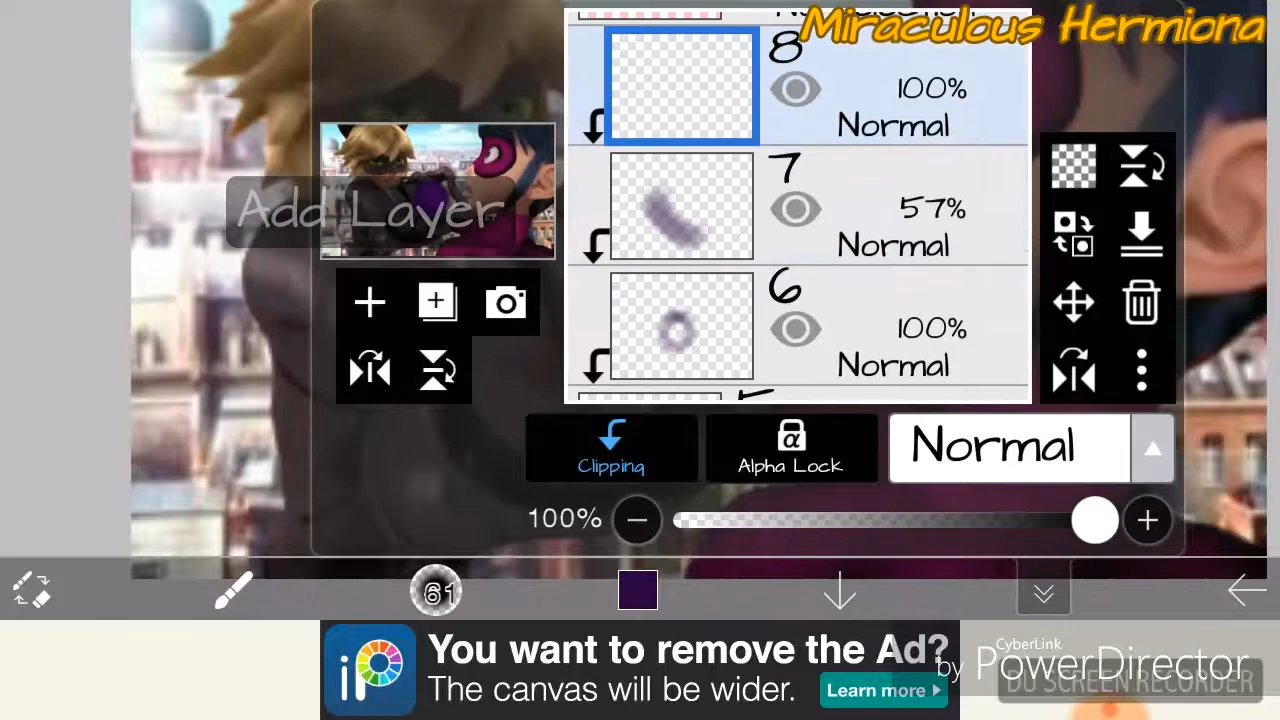 Miraculous Hermiona
8
100%
Normal
7
57%
Normal
6
100%
Normal
Add Layer
Clipping
Alpha Lock
Normal
100%
61
You want to remove the Ad?
The canvas will be wider.
Learn more
CyberLink
by PowerDirector
DU SCREEN RECORDER